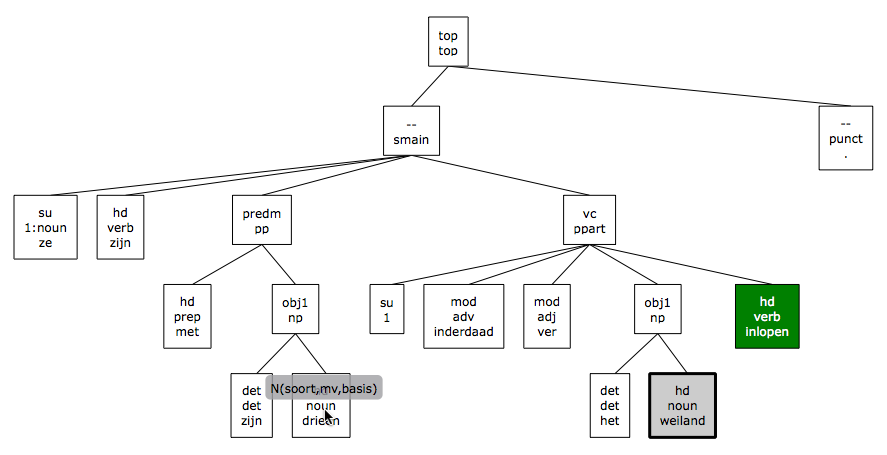 top
top
--
smain
--
punct
.
su
1:noun
ze
hd
verb
zijn
predm
pp
vc
ppart
hd
prep
met
obj1
np
su
1
mod
adv
inderdaad
mod
adj
ver
obj1
np
hd
verb
inlopen
det
det
zijn
N(soort,mv,basis)
noun
drieën
det
det
het
hd
noun
weiland